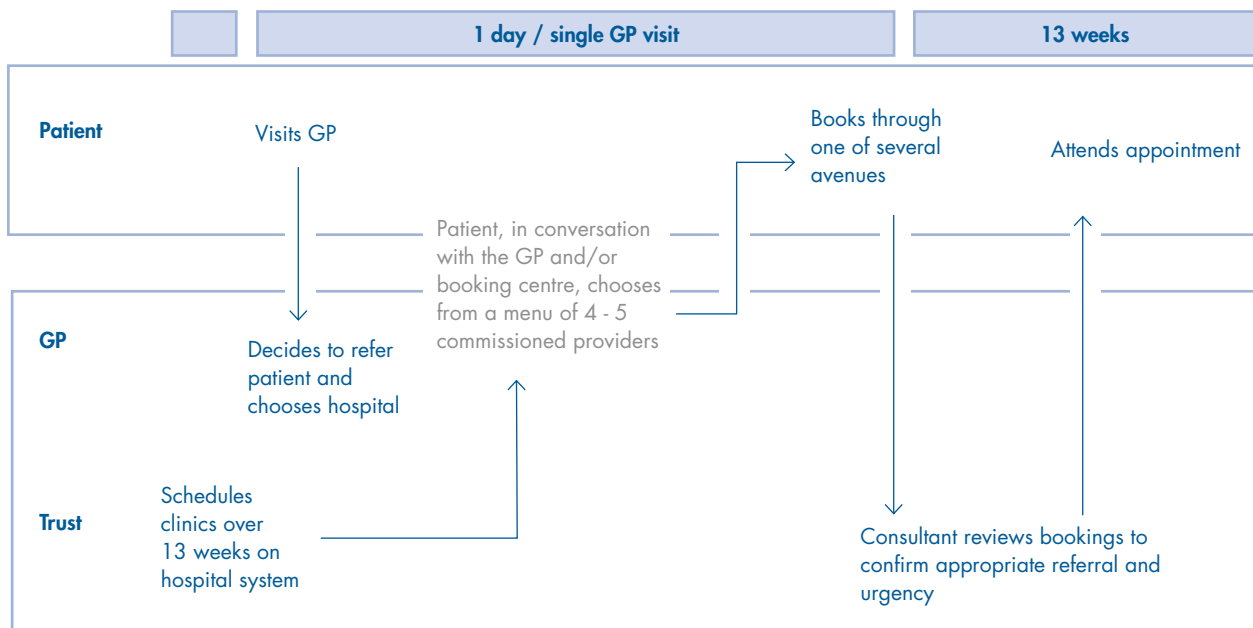 1 day / single GP visit
13 weeks
Patient
Visits GP
Books through
one of several
avenues
Attends appointment
Patient, in conversation
with the GP and/or
booking centre, chooses
from a menu of 4 - 5
commissioned providers
GP
Decides to refer
patient and
chooses hospital
Trust
Schedules
clinics over
13 weeks on
hospital system
Consultant reviews bookings to
confirm appropriate referral and
urgency